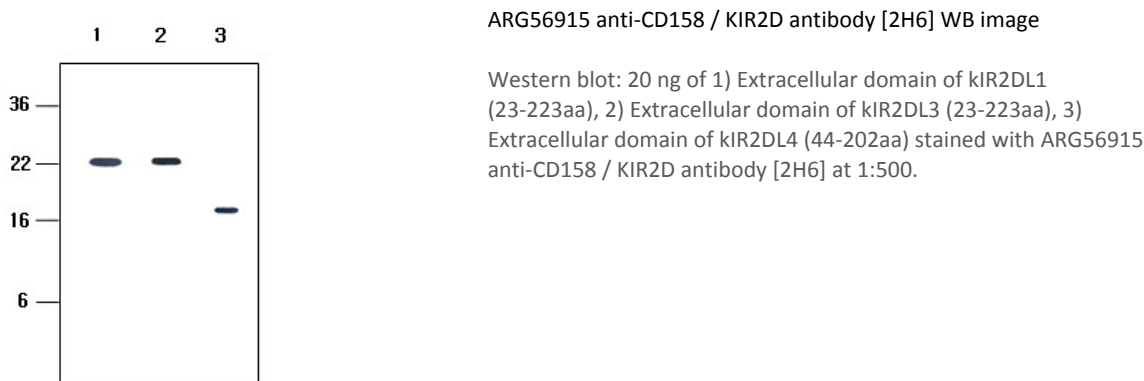 1 2 3
36
22
16
6
ARG56915 anti-CD158 / KIR2D antibody [2H6] WB image
Western blot: 20 ng of 1) Extracellular domain of kIR2DL1
(23-223aa), 2) Extracellular domain of kIR2DL3 (23-223aa), 3)
Extracellular domain of kIR2DL4 (44-202aa) stained with ARG56915
anti-CD158 / KIR2D antibody [2H6] at 1:500.